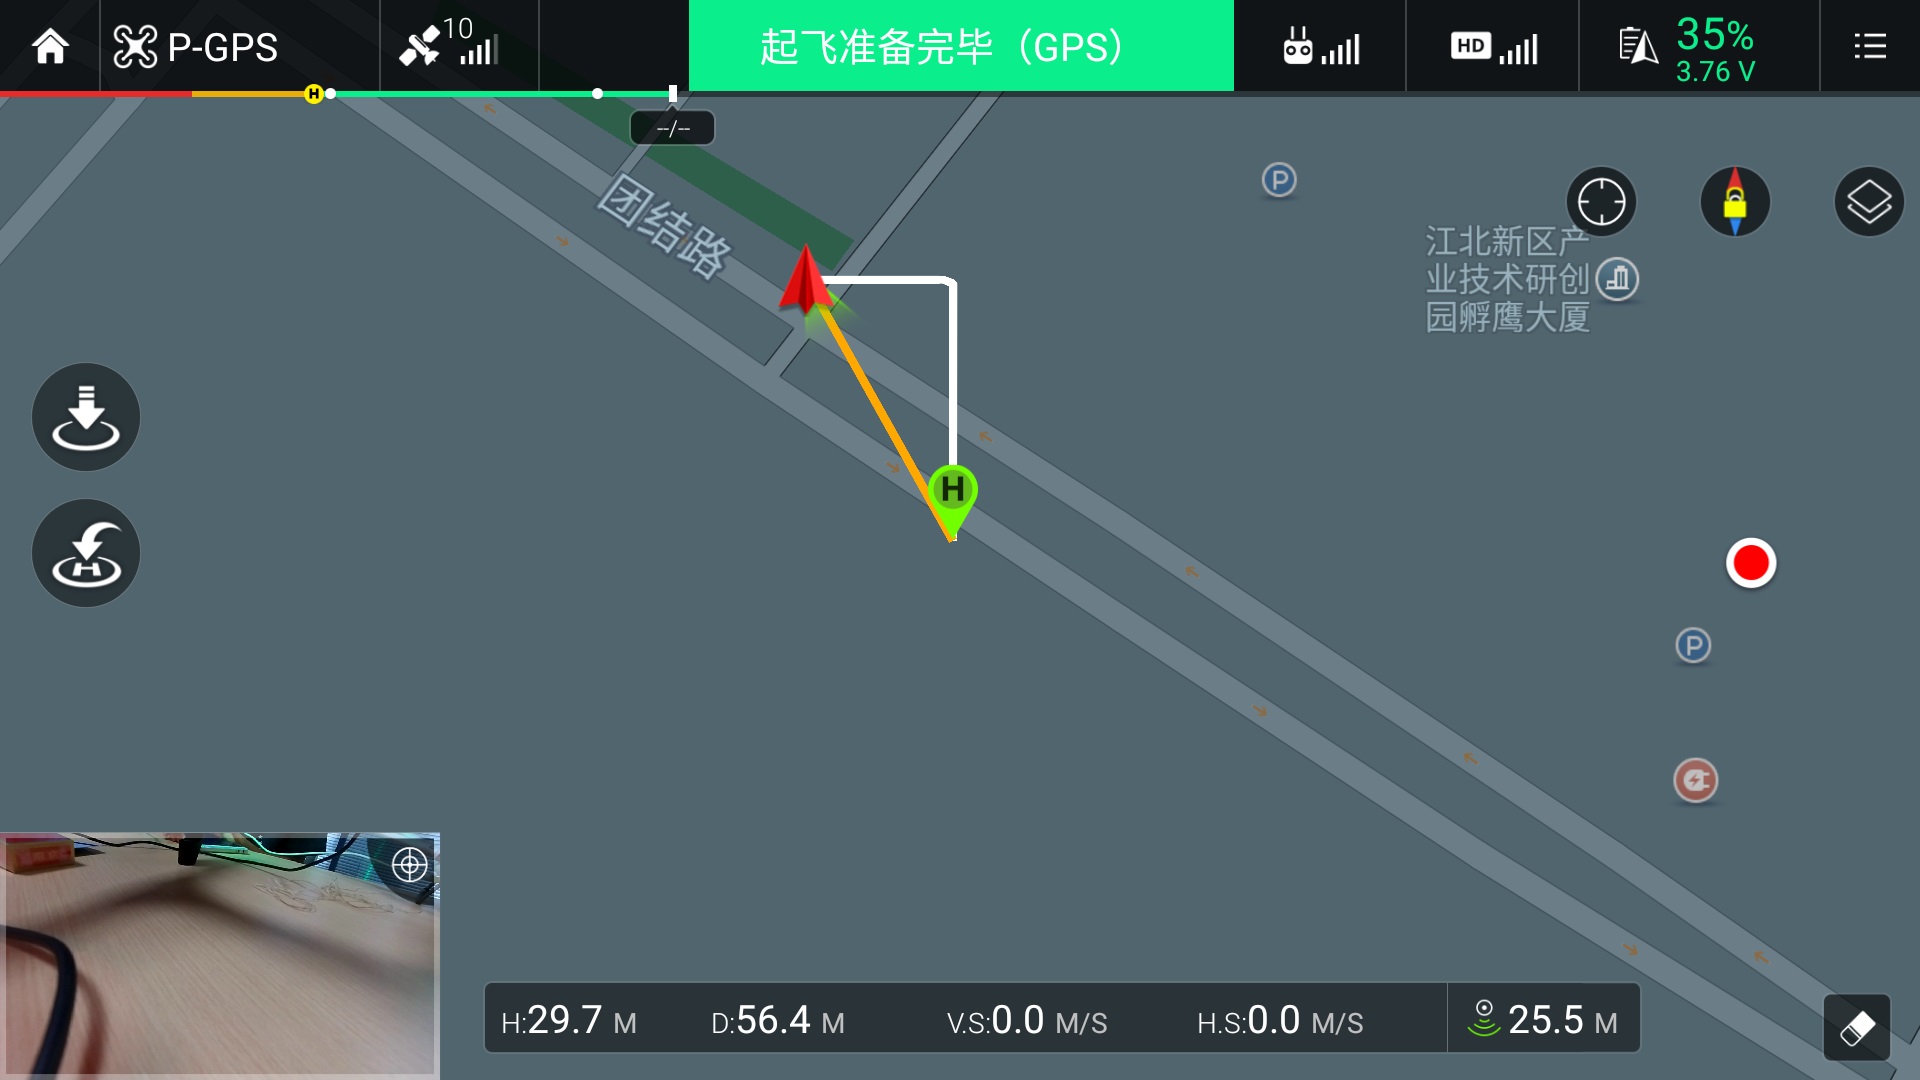 P-GPS
10
起飞准备完毕（GPS）
HD
35%
3.76 V
H
--/--
P
团结路
江北新区产
业技术研创
园孵鹰大厦
H
H
P
H:29.7 M
D:56.4 M
V.S:0.0 M/S
H.S:0.0 M/S
25.5 M